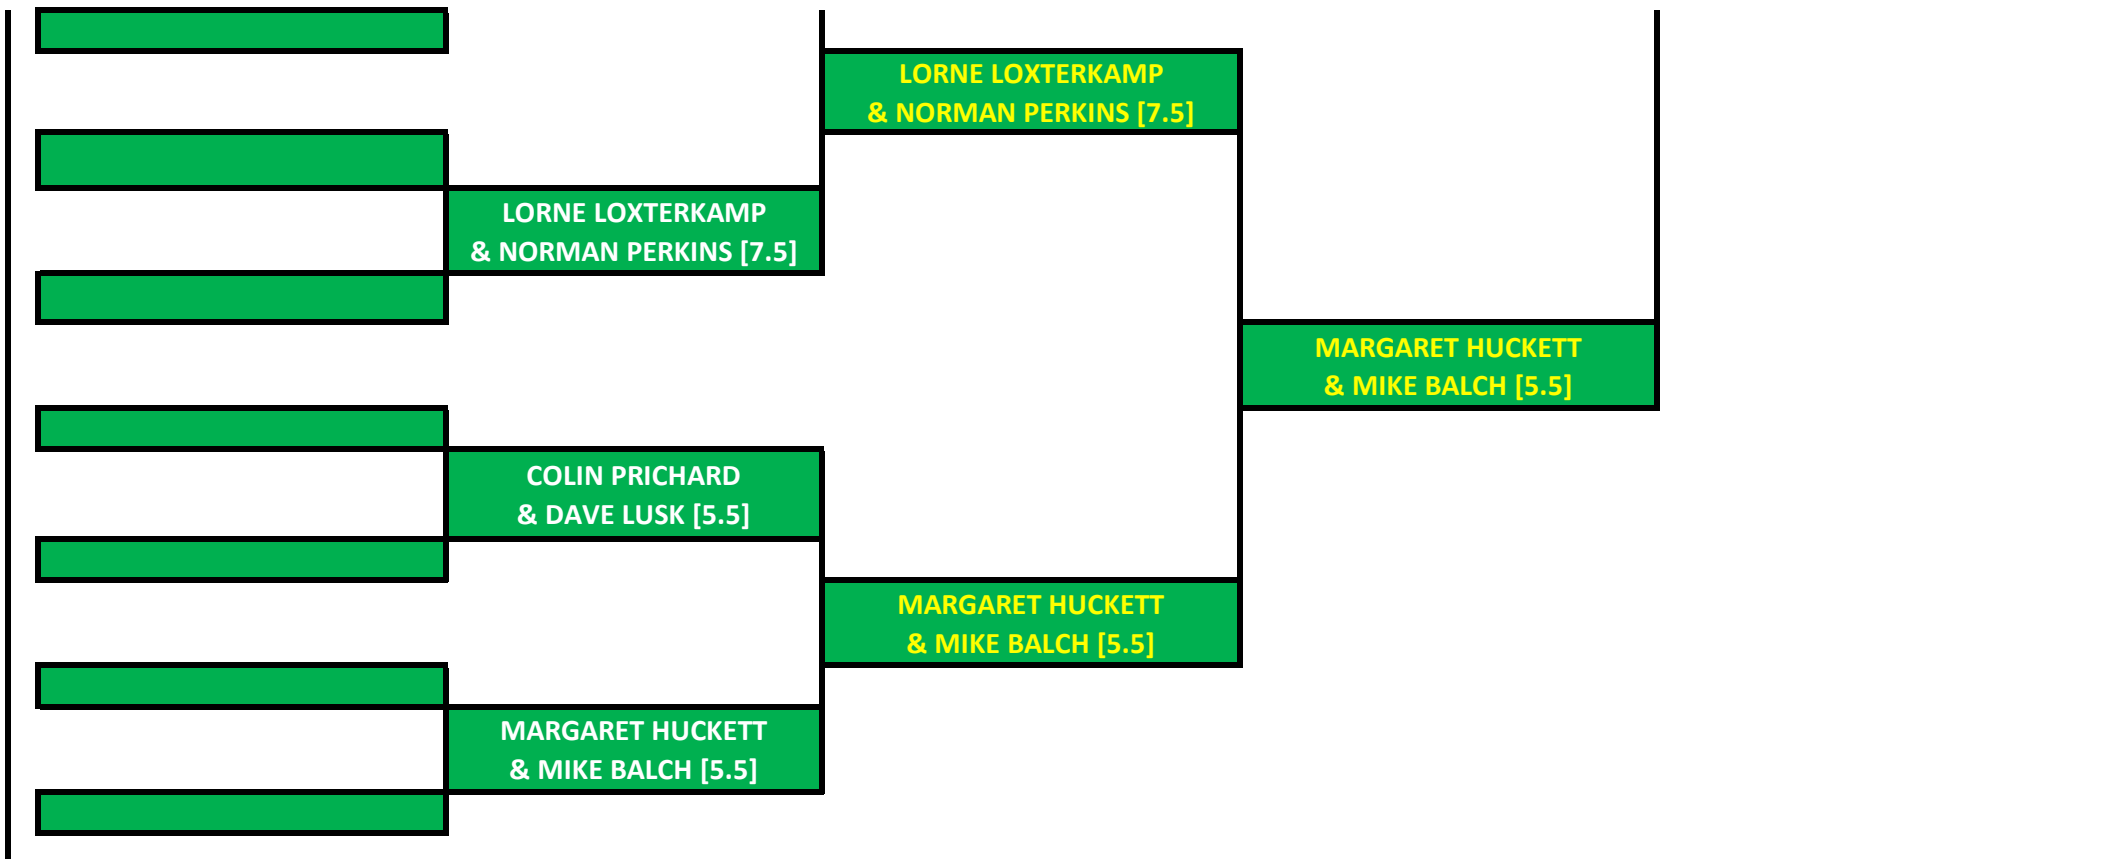 LORNE LOXTERKAMP
& NORMAN PERKINS [7.5]
LORNE LOXTERKAMP
& NORMAN PERKINS [7.5]
MARGARET HUCKETT
& MIKE BALCH [5.5]
COLIN PRICHARD
& DAVE LUSK [5.5]
MARGARET HUCKETT
& MIKE BALCH [5.5]
MARGARET HUCKETT
& MIKE BALCH [5.5]